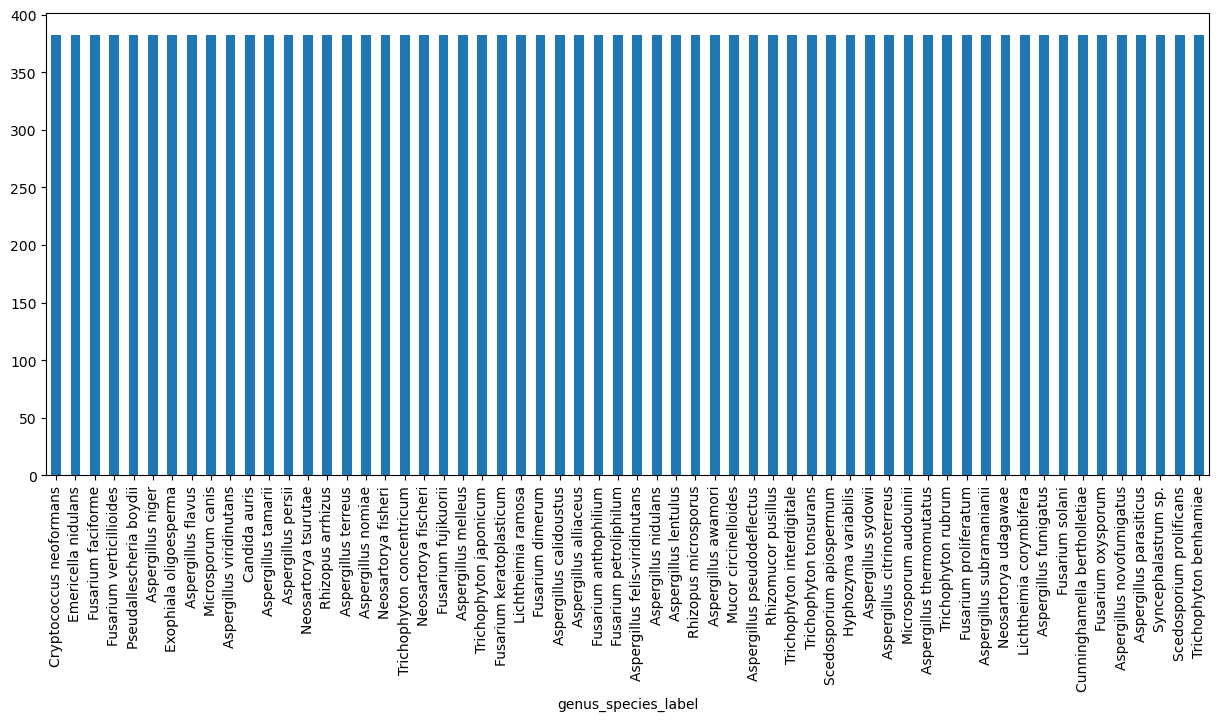 400
350
300
250
200
150
100
50
0
Cryptococcus neoformans
Emericella nidulans
Fusarium faciforme
Fusarium verticillioides
Pseudallescheria boydii
Aspergillus niger
Exophiala oligoesperma
Aspergillus flavus
Microsporum canis
Aspergillus viridinutans
Candida auris
Aspergillus tamarii
Aspergillus persii
Neosartorya tsurutae
Rhizopus arrhizus
Aspergillus terreus
Aspergillus nomiae
Neosartorya fisheri
Trichophyton concentricum
Neosartorya fischeri
Fusarium fujikuorii
Aspergillus melleus
Trichophyton japonicum
Fusarium keratoplasticum
Lichtheimia ramosa
Fusarium dimerum
Aspergillus calidoustus
Aspergillus alliaceus
Fusarium anthophilium
Fusarium petroliphilum
Aspergillus felis-viridinutans
Aspergillus nidulans
Aspergillus lentulus
Rhizopus microsporus
Aspergillus awamori
Mucor circinelloides
Aspergillus pseudodeflectus
Rhizomucor pusillus
Trichophyton interdigitale
Trichophyton tonsurans
Scedosporium apiospermum
Hyphozyma variabilis
Aspergillus sydowii
Aspergillus citrinoterreus
Microsporum audouinii
Aspergillus thermomutatus
Trichophyton rubrum
Fusarium proliferatum
Aspergillus subramanianii
Neosartorya udagawae
Lichtheimia corymbifera
Aspergillus fumigatus
Fusarium solani
Cunninghamella bertholletiae
Fusarium oxysporum
Aspergillus novofumigatus
Aspergillus parasiticus
Syncephalastrum sp.
Scedosporium prolificans
Trichophyton benhamiae
genus_species_label